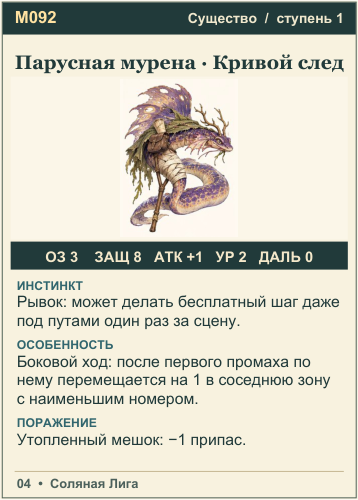 M092 Существо / ступень 1
Парусная мурена · Кривой след
ОЗ 3 ЗАЩ 8 АТК +1 УР 2 ДАЛЬ 0
ИНСТИНКТ
Рывок: может делать бесплатный шаг даже
под путами один раз за сцену.
ОСОБЕННОСТЬ
Боковой ход: после первого промаха по
нему перемещается на 1 в соседнюю зону
с наименьшим номером.
ПОРАЖЕНИЕ
Утопленный мешок: −1 припас.
04 • Соляная Лига